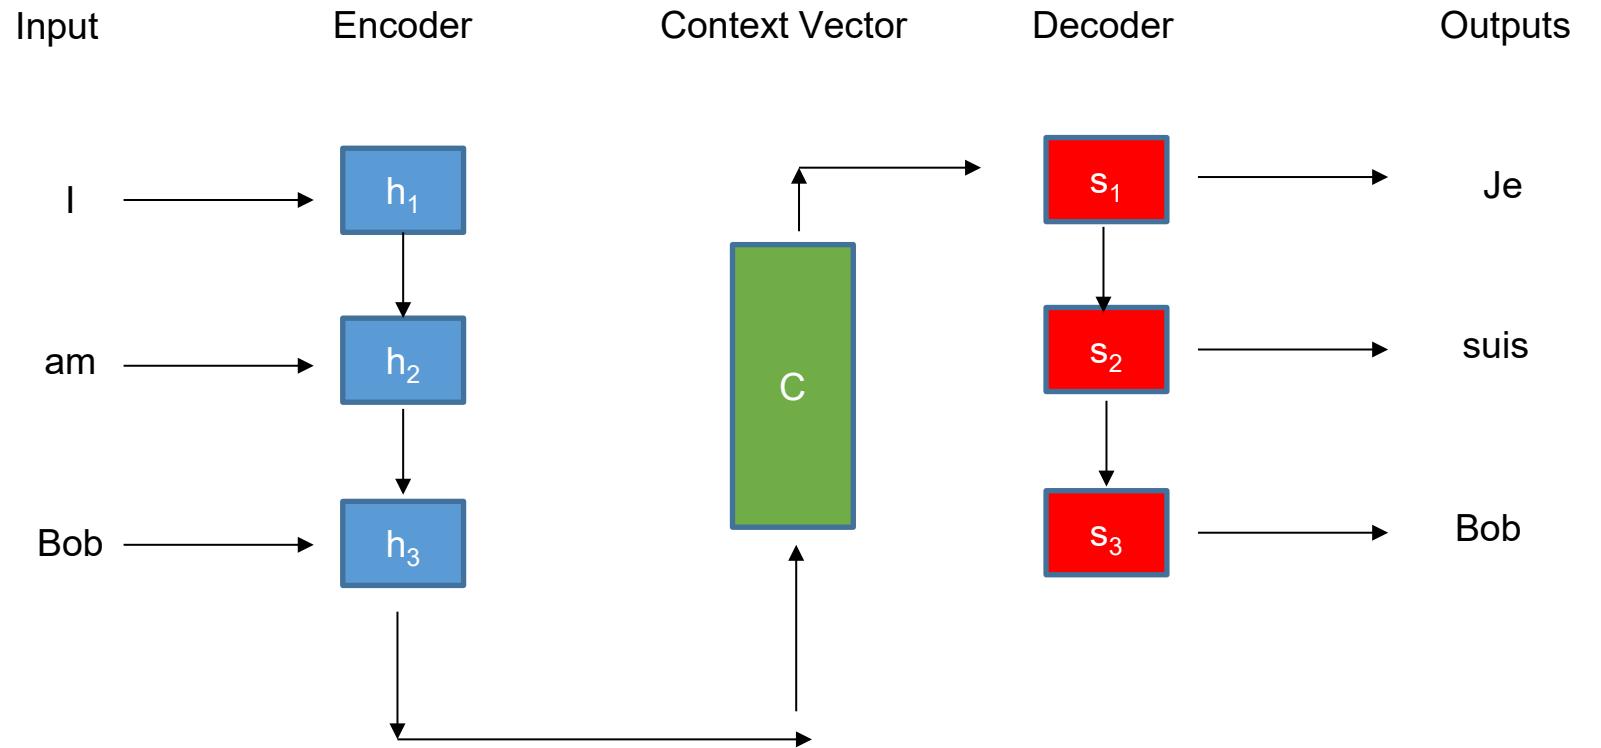 Input Encoder Context Vector Decoder Outputs
I h₁ s₁ Je
am h₂ C s₂ suis
Bob h₃ s₃ Bob